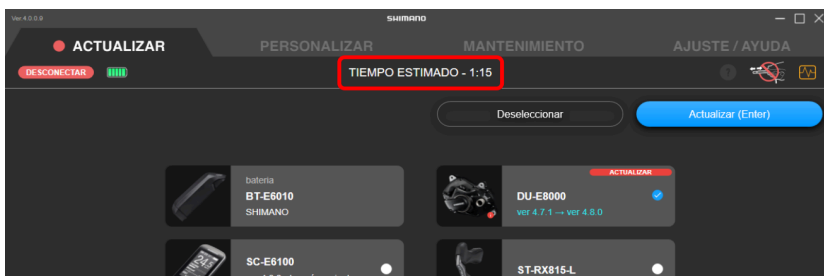 Ver.4.0.0.9
SHIMANO
ACTUALIZAR
PERSONALIZAR
MANTENIMIENTO
AJUSTE / AYUDA
DESCONECTAR
TIEMPO ESTIMADO - 1:15
?
Deseleccionar
Actualizar (Enter)
bateria
BT-E6010
SHIMANO
ACTUALIZAR
DU-E8000
ver 4.7.1 → ver 4.8.0
SC-E6100
ST-RX815-L